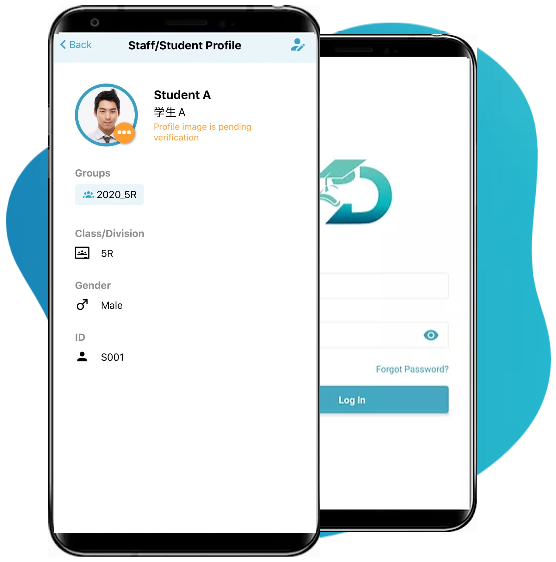 Back
Staff/Student Profile
Student A
学生 A
Profile image is pending
verification
Groups
2020_5R
Class/Division
5R
Gender
Male
ID
S001
D
Forgot Password?
Log In